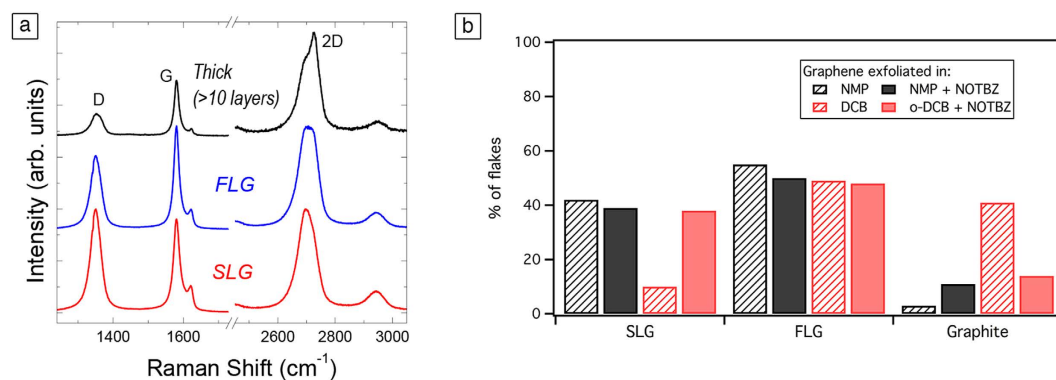 a
Intensity (arb. units)
D
G
Thick
(>10 layers)
2D
FLG
SLG
1400 1600 2600 2800 3000
Raman Shift (cm⁻¹)
b
% of flakes
100
80
60
40
20
0
Graphene exfoliated in:
NMP NMP + NOTBZ
DCB o-DCB + NOTBZ
SLG FLG Graphite